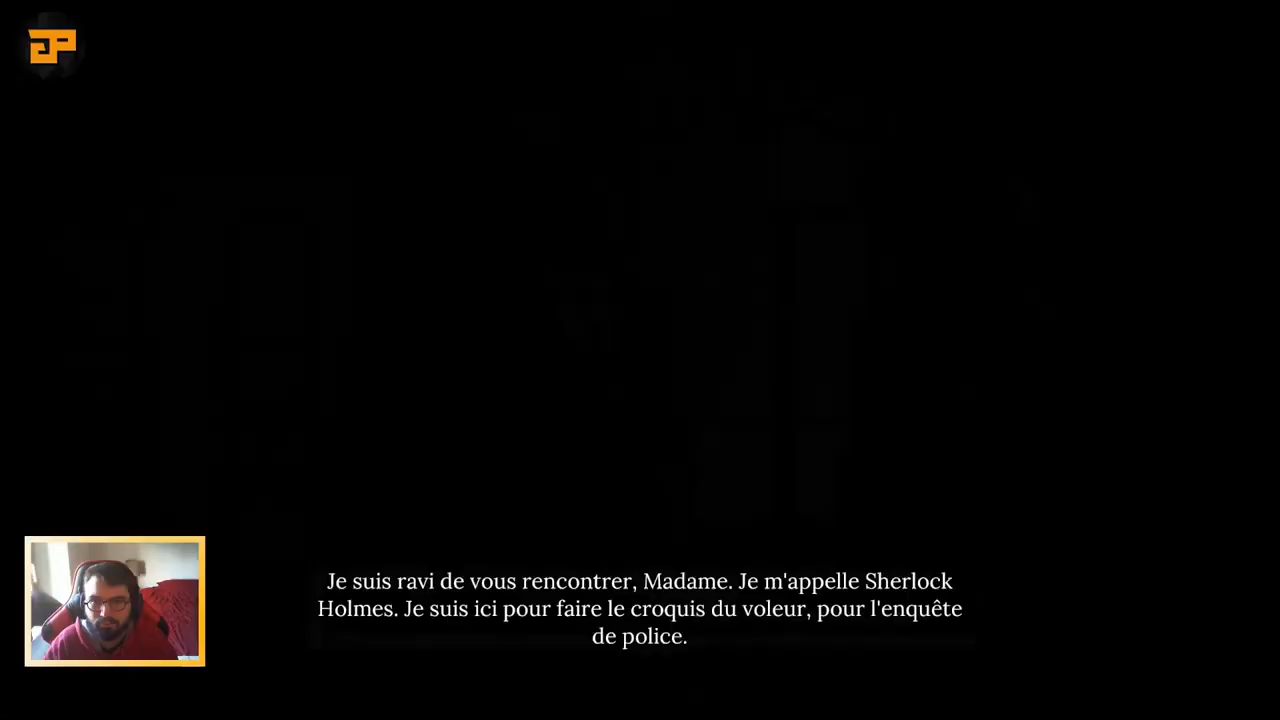 Je suis ravi de vous rencontrer, Madame. Je m'appelle Sherlock
Holmes. Je suis ici pour faire le croquis du voleur, pour l'enquête
de police.